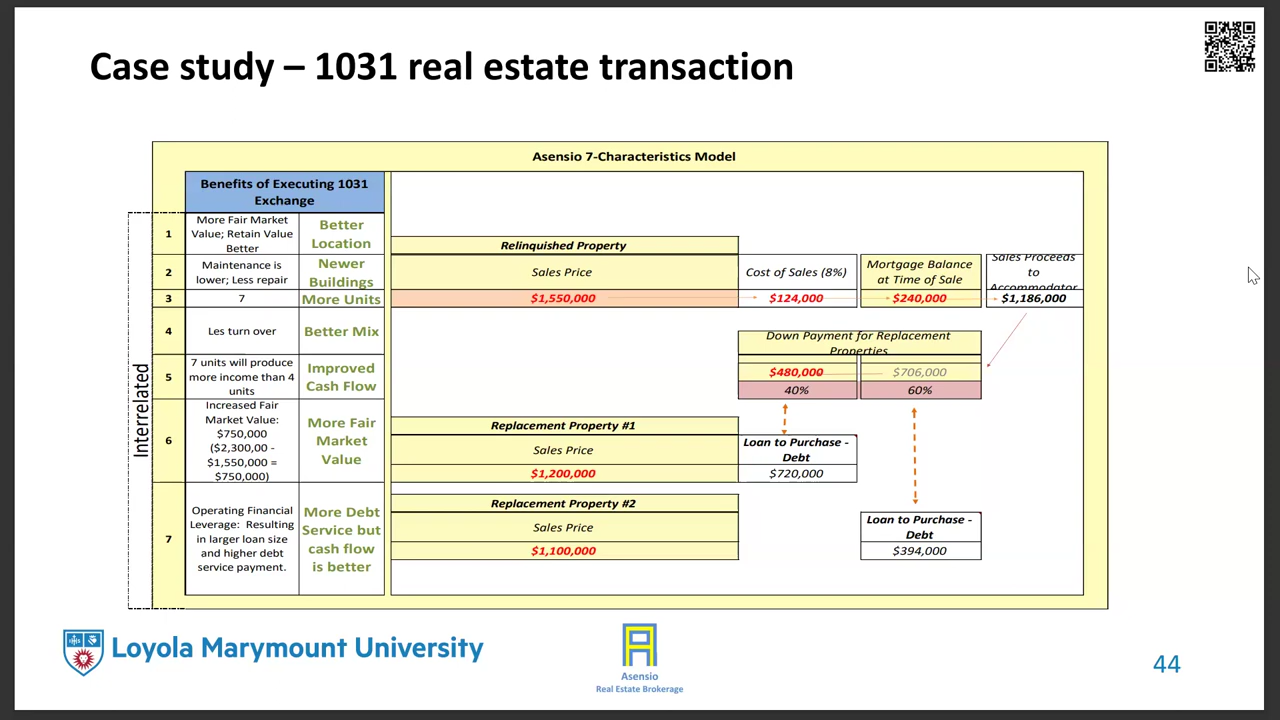 Case study – 1031 real estate transaction
Asensio 7-Characteristics Model
Benefits of Executing 1031
Exchange
Interrelated
1
More Fair Market
Value; Retain Value
Better
Better
Location
2
Maintenance is
lower; Less repair
Newer
Buildings
3
7
More Units
4
Les turn over
Better Mix
5
7 units will produce
more income than 4
units
Improved
Cash Flow
6
Increased Fair
Market Value:
$750,000
($2,300,00 -
$1,550,000 =
$750,000)
More Fair
Market
Value
7
Operating Financial
Leverage: Resulting
in larger loan size
and higher debt
service payment.
More Debt
Service but
cash flow
is better
Relinquished Property
Sales Price
$1,550,000
Cost of Sales (8%)
$124,000
Mortgage Balance
at Time of Sale
$240,000
Sales Proceeds
to
Accommodator
$1,186,000
Down Payment for Replacement
Properties
$480,000
$706,000
40%
60%
Replacement Property #1
Sales Price
$1,200,000
Loan to Purchase -
Debt
$720,000
Replacement Property #2
Sales Price
$1,100,000
Loan to Purchase -
Debt
$394,000
Loyola Marymount University
Asensio
Real Estate Brokerage
44